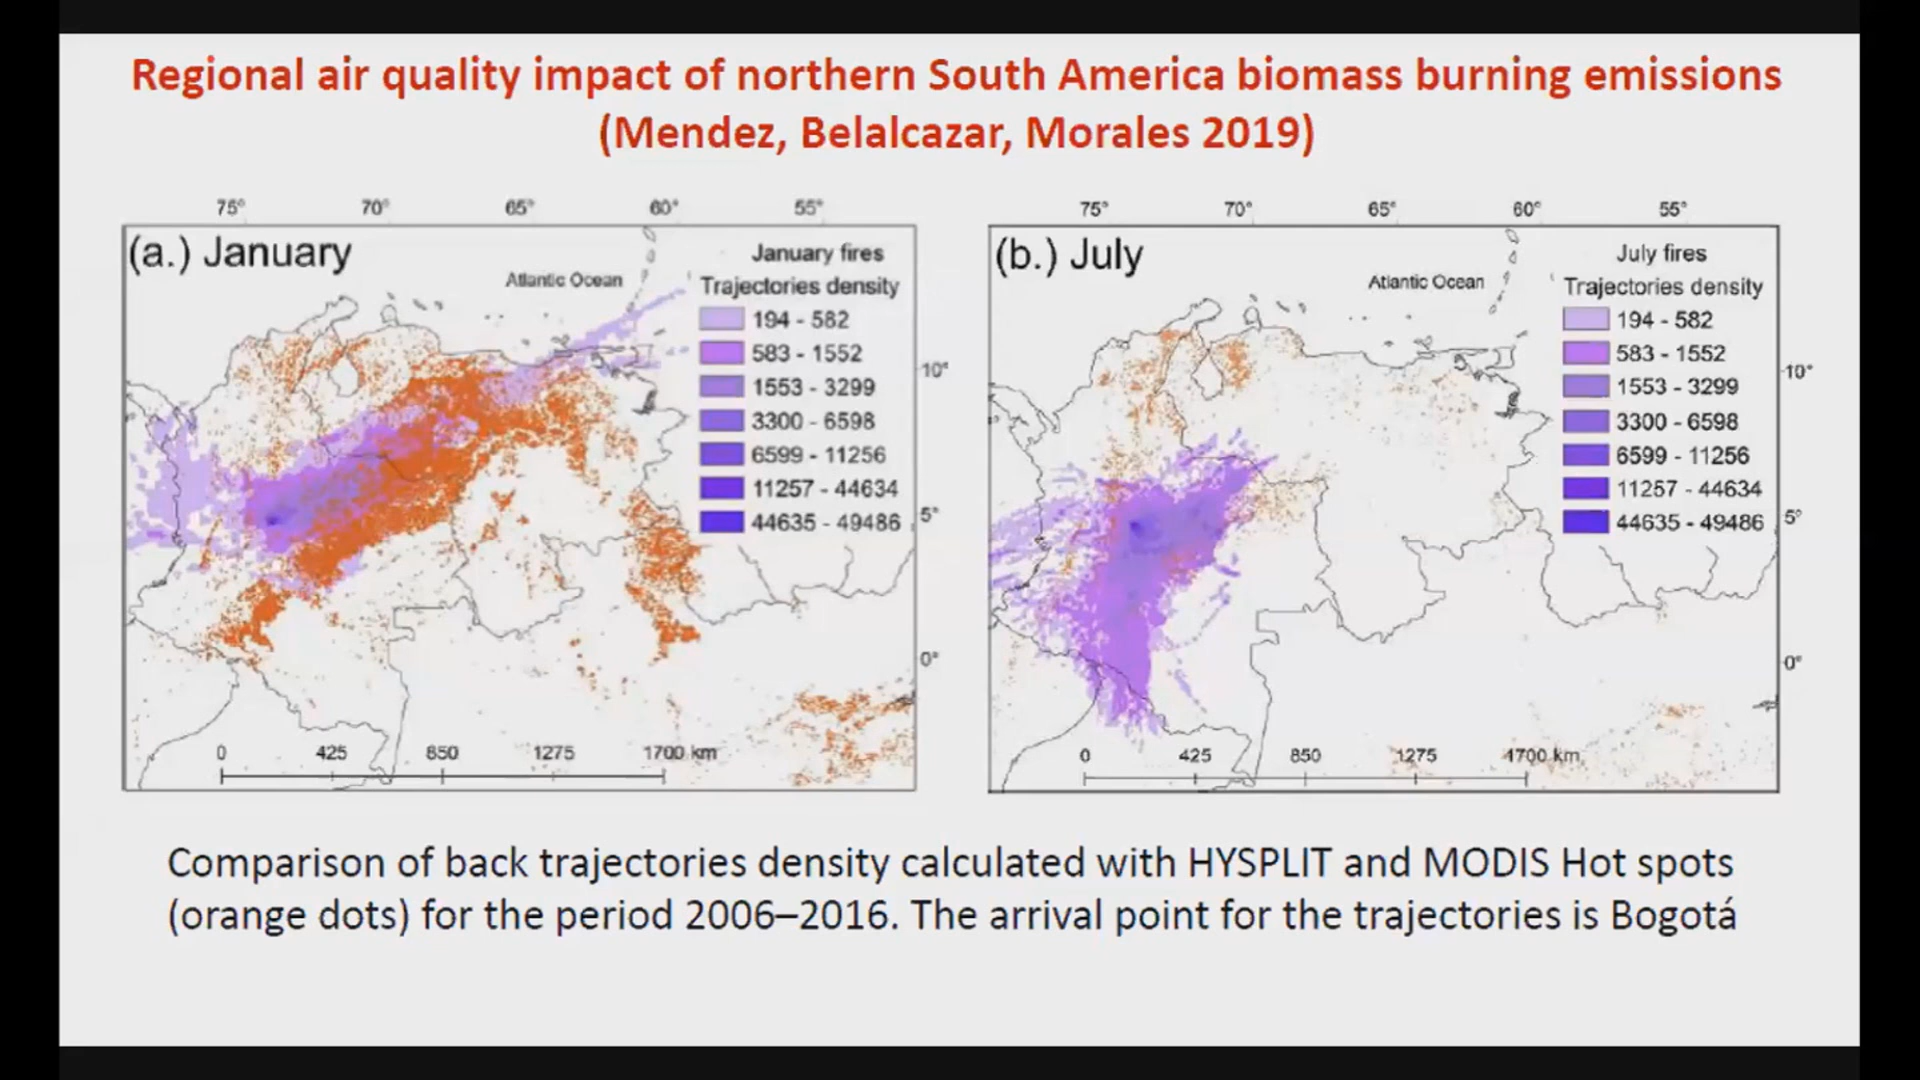 Regional air quality impact of northern South America biomass burning emissions
(Mendez, Belalcazar, Morales 2019)
75° 70° 65° 60° 55°
(a.) January
January fires
Atlantic Ocean
Trajectories density
194 - 582
583 - 1552
1553 - 3299
3300 - 6598
6599 - 11256
11257 - 44634
44635 - 49486
10°
5°
0°
0 425 850 1275 1700 km
75° 70° 65° 60° 55°
(b.) July
July fires
Atlantic Ocean
Trajectories density
194 - 582
583 - 1552
1553 - 3299
3300 - 6598
6599 - 11256
11257 - 44634
44635 - 49486
10°
5°
0°
0 425 850 1275 1700 km
Comparison of back trajectories density calculated with HYSPLIT and MODIS Hot spots
(orange dots) for the period 2006–2016. The arrival point for the trajectories is Bogotá